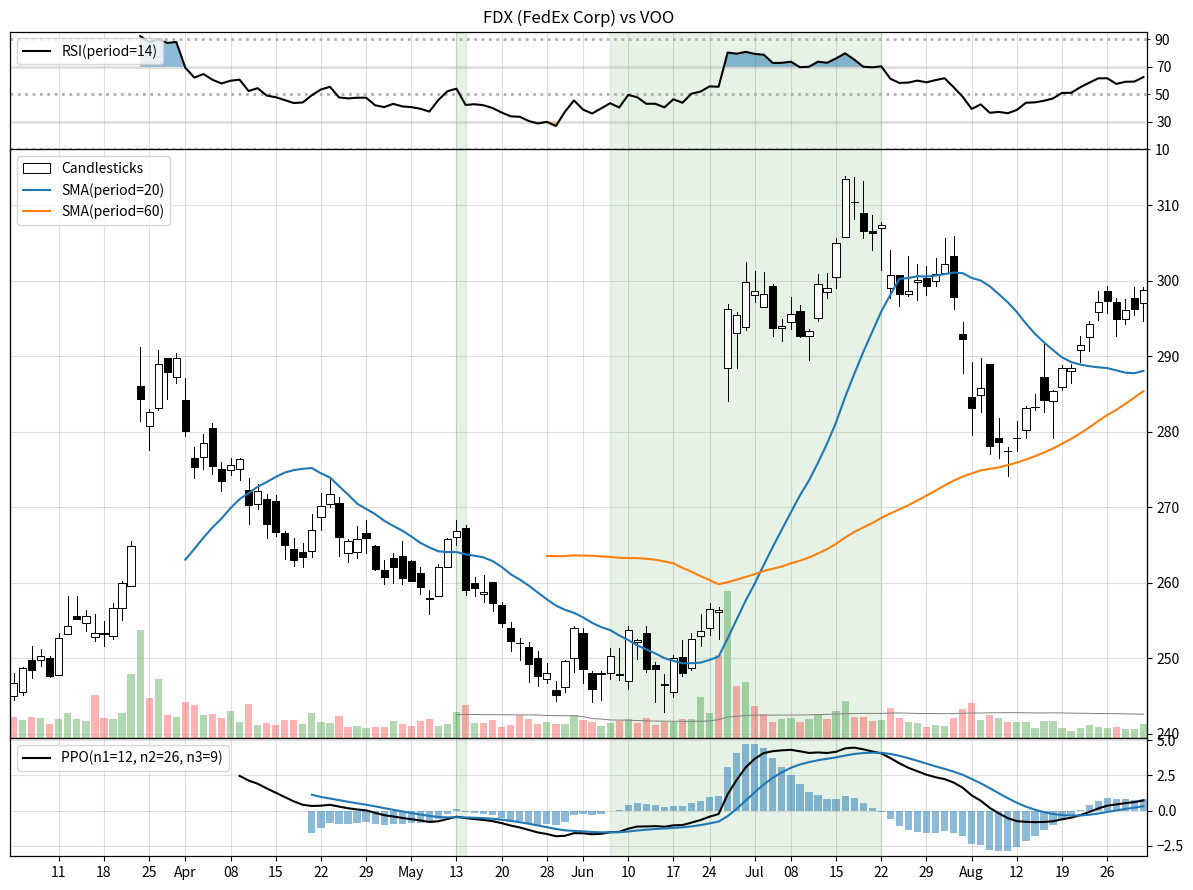 FDX (FedEx Corp) vs VOO
RSI(period=14)
90
70
50
30
10
Candlesticks
SMA(period=20)
SMA(period=60)
310
300
290
280
270
260
250
240
PPO(n1=12, n2=26, n3=9)
5.0
2.5
0.0
−2.5
11 18 25 Apr 08 15 22 29 May 13 20 28 Jun 10 17 24 Jul 08 15 22 29 Aug 12 19 26